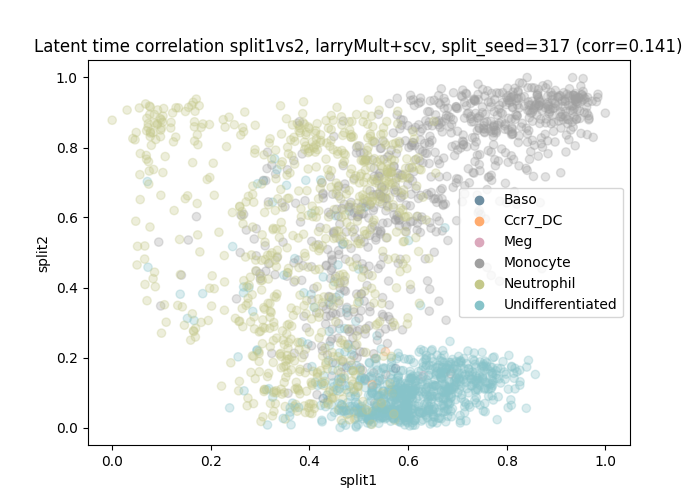 Latent time correlation split1vs2, larryMult+scv, split_seed=317 (corr=0.141)
1.0
0.8
0.6
0.4
0.2
0.0
split2
Baso
Ccr7_DC
Meg
Monocyte
Neutrophil
Undifferentiated
0.0 0.2 0.4 0.6 0.8 1.0
split1